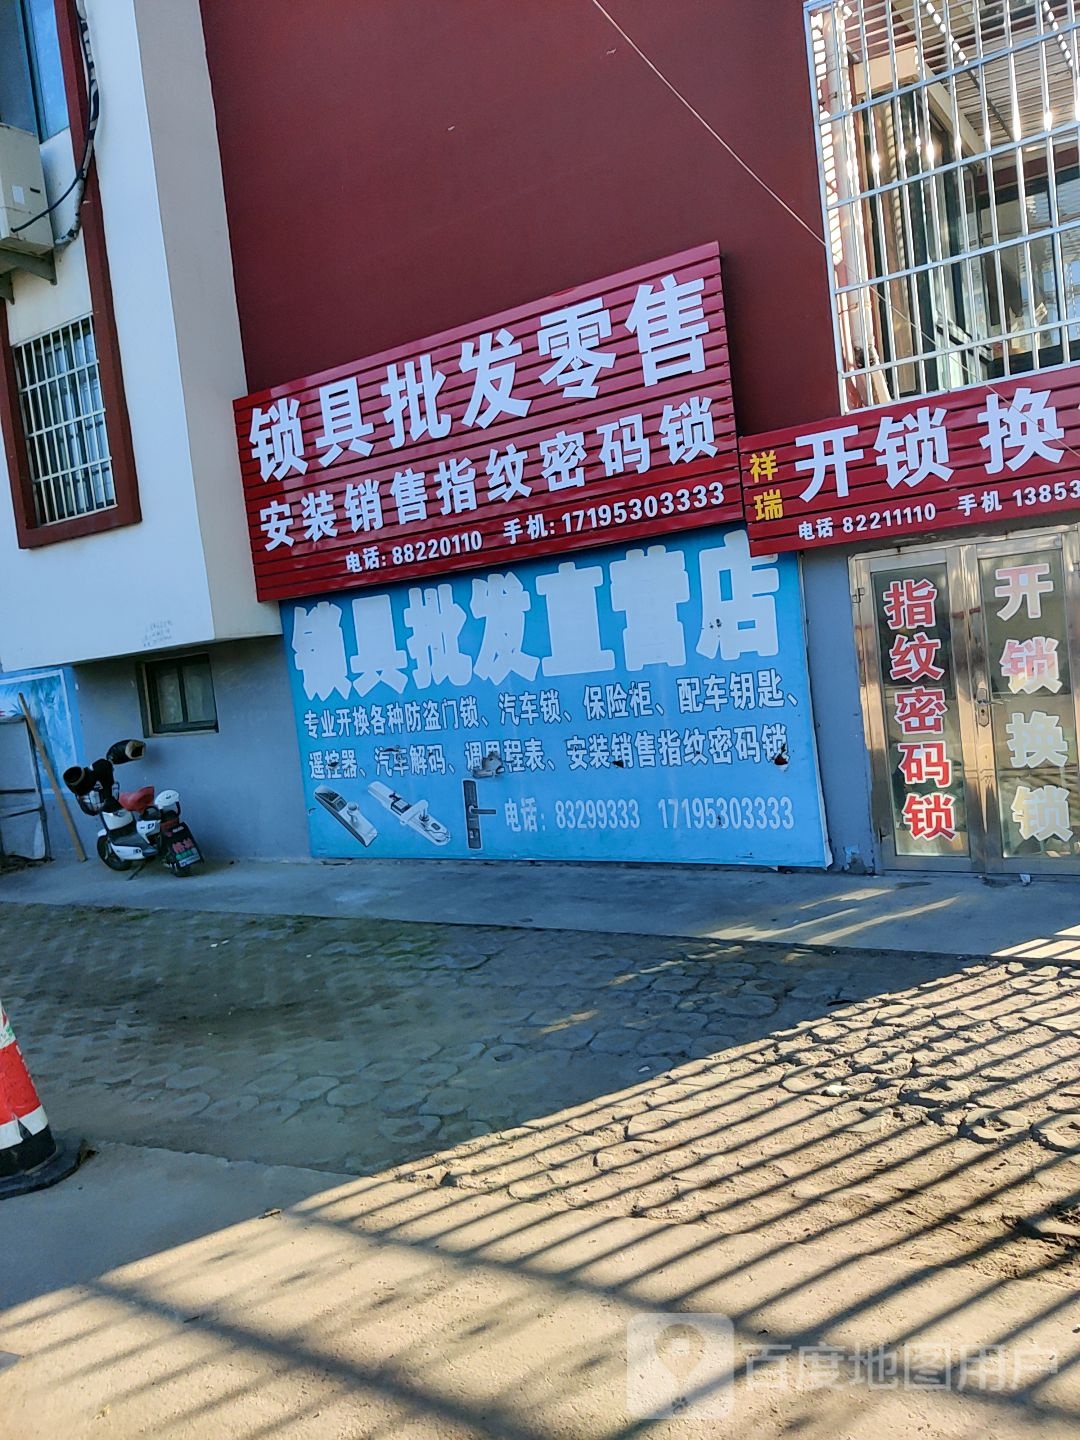 锁具批发零售
安装销售指纹密码锁
电话: 88220110 手机: 17195303333
祥瑞
开锁换
电话 82211110 手机 13853
锁具批发直营店
专业开换各种防盗门锁、汽车锁、保险柜、配车钥匙、
遥控器、汽车解码、调里程表、安装销售指纹密码锁
电话: 83299333 17195303333
指纹密码锁
开锁换锁
百度地图用户